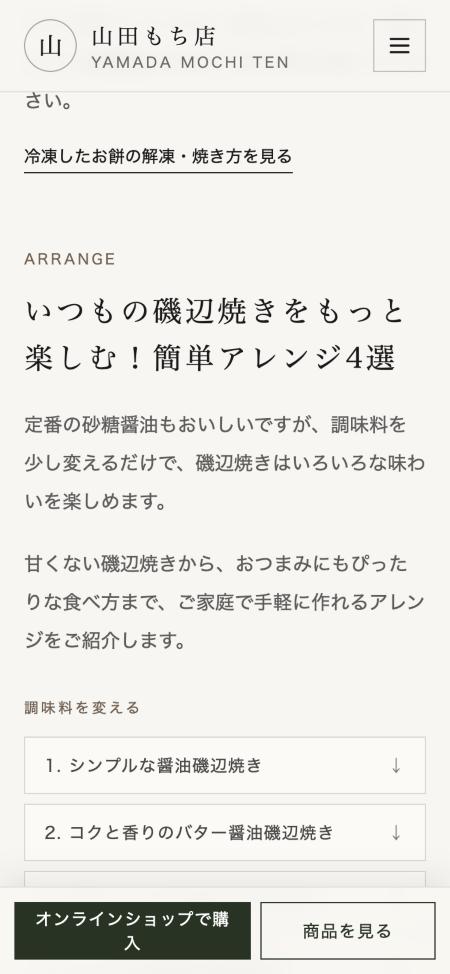 山
山田もち店
YAMADA MOCHI TEN
さい。
冷凍したお餅の解凍・焼き方を見る
ARRANGE
いつもの磯辺焼きをもっと
楽しむ！簡単アレンジ4選
定番の砂糖醤油もおいしいですが、調味料を
少し変えるだけで、磯辺焼きはいろいろな味わ
いを楽しめます。
甘くない磯辺焼きから、おつまみにもぴった
りな食べ方まで、ご家庭で手軽に作れるアレン
ジをご紹介します。
調味料を変える
1. シンプルな醤油磯辺焼き ↓
2. コクと香りのバター醤油磯辺焼き ↓
オンラインショップで購
入
商品を見る